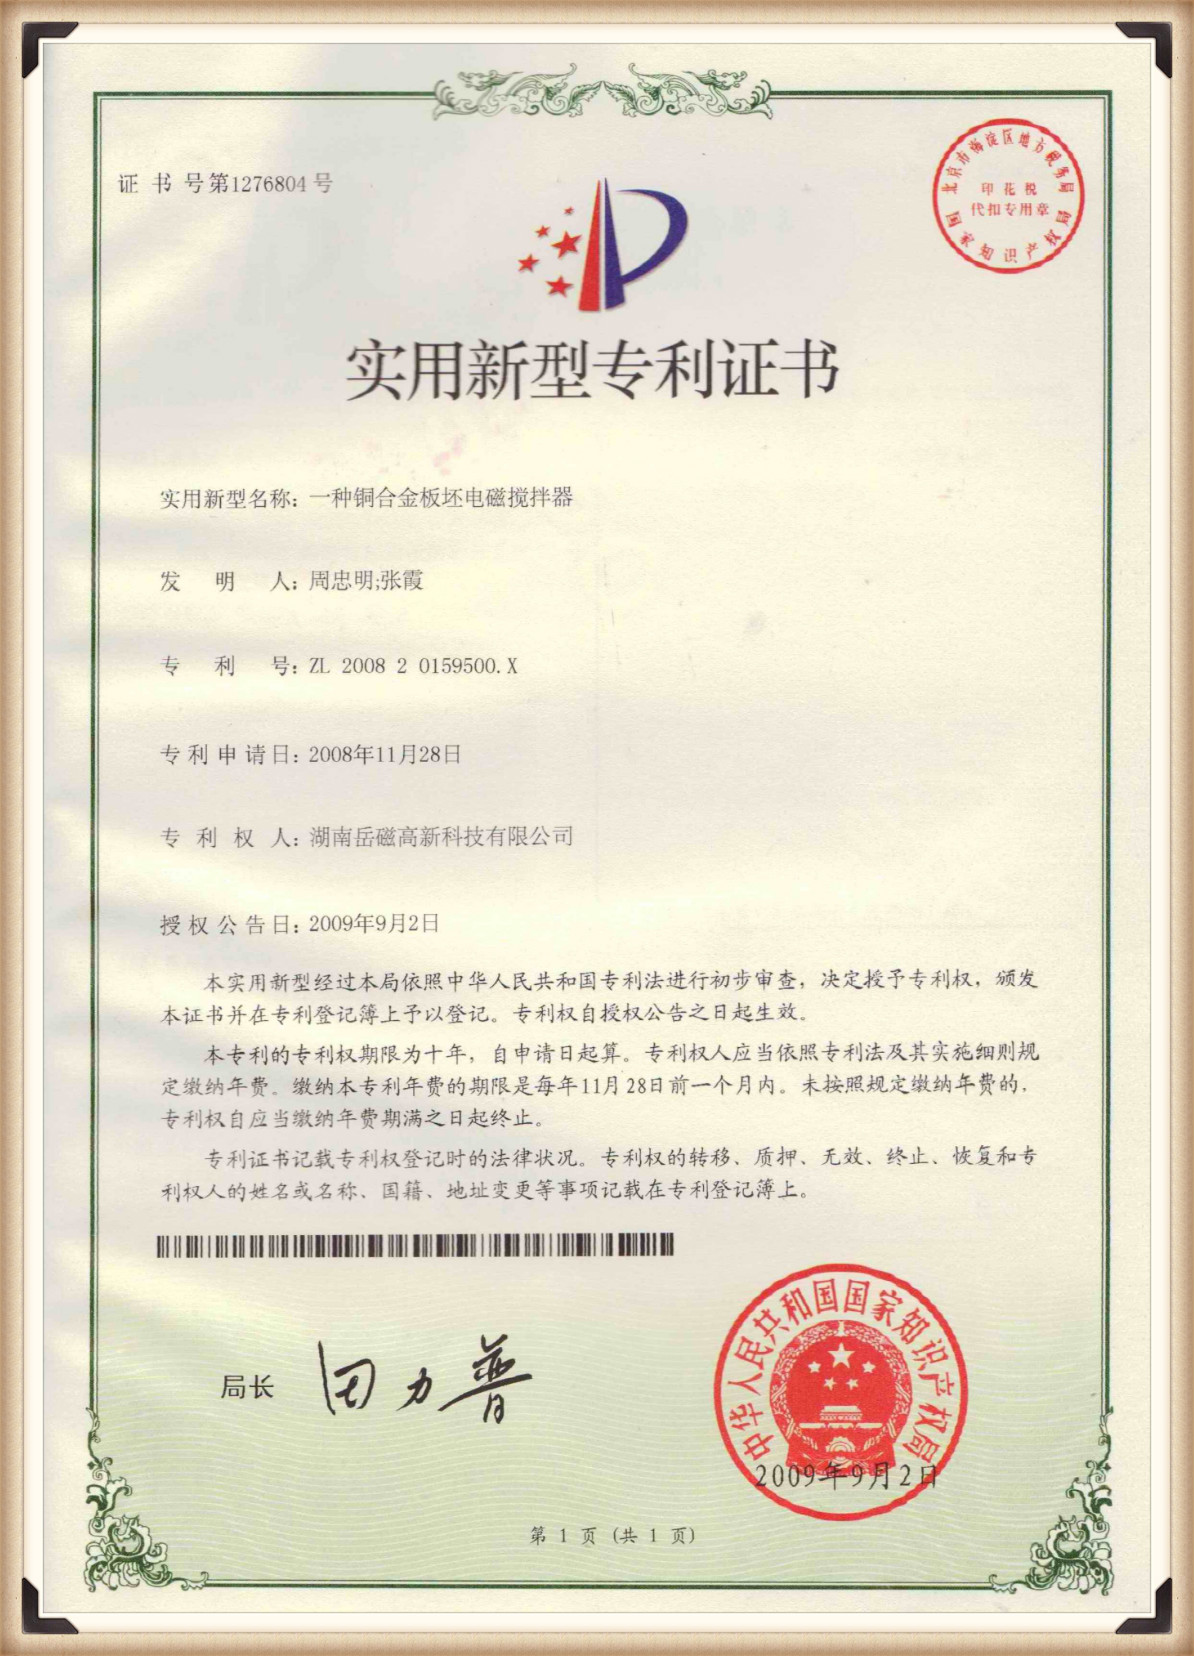 证书号第1276804号
北京市海淀区地方税务局
印花税
代扣专用章
国家知识产权局
实用新型专利证书
实用新型名称：一种铜合金板坯电磁搅拌器
发明人：周忠明;张霞
专利号：ZL 2008 2 0159500.X
专利申请日：2008年11月28日
专利权人：湖南岳磁高新科技有限公司
授权公告日：2009年9月2日
本实用新型经过本局依照中华人民共和国专利法进行初步审查，决定授予专利权，颁发
本证书并在专利登记簿上予以登记。专利权自授权公告之日起生效。
本专利的专利权期限为十年，自申请日起算。专利权人应当依照专利法及其实施细则规
定缴纳年费。缴纳本专利年费的期限是每年11月28日前一个月内。未按照规定缴纳年费的，
专利权自应当缴纳年费期满之日起终止。
专利证书记载专利权登记时的法律状况。专利权的转移、质押、无效、终止、恢复和专
利权人的姓名或名称、国籍、地址变更等事项记载在专利登记簿上。
局长 田力普
中华人民共和国国家知识产权局
2009年9月2日
第 1 页 (共 1 页)